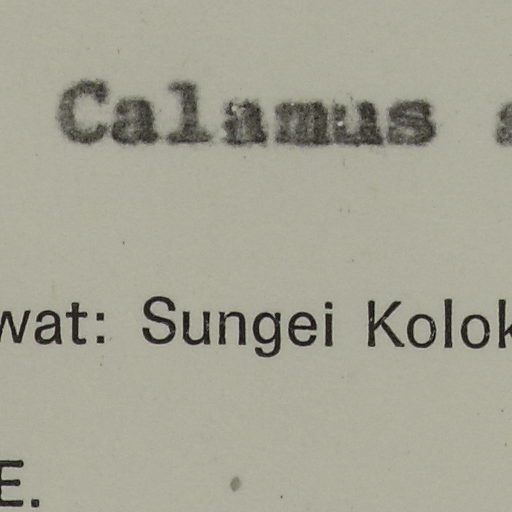 Calamus
wat: Sungei Kolok
E.